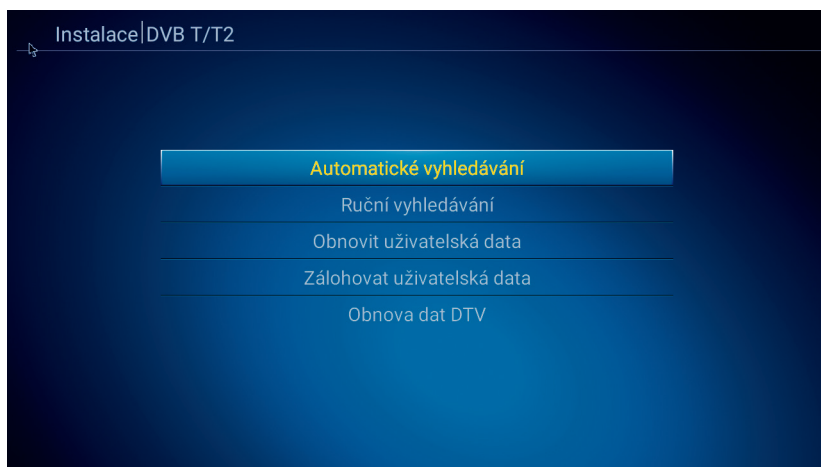 Instalace|DVB T/T2
Automatické vyhledávání
Ruční vyhledávání
Obnovit uživatelská data
Zálohovat uživatelská data
Obnova dat DTV